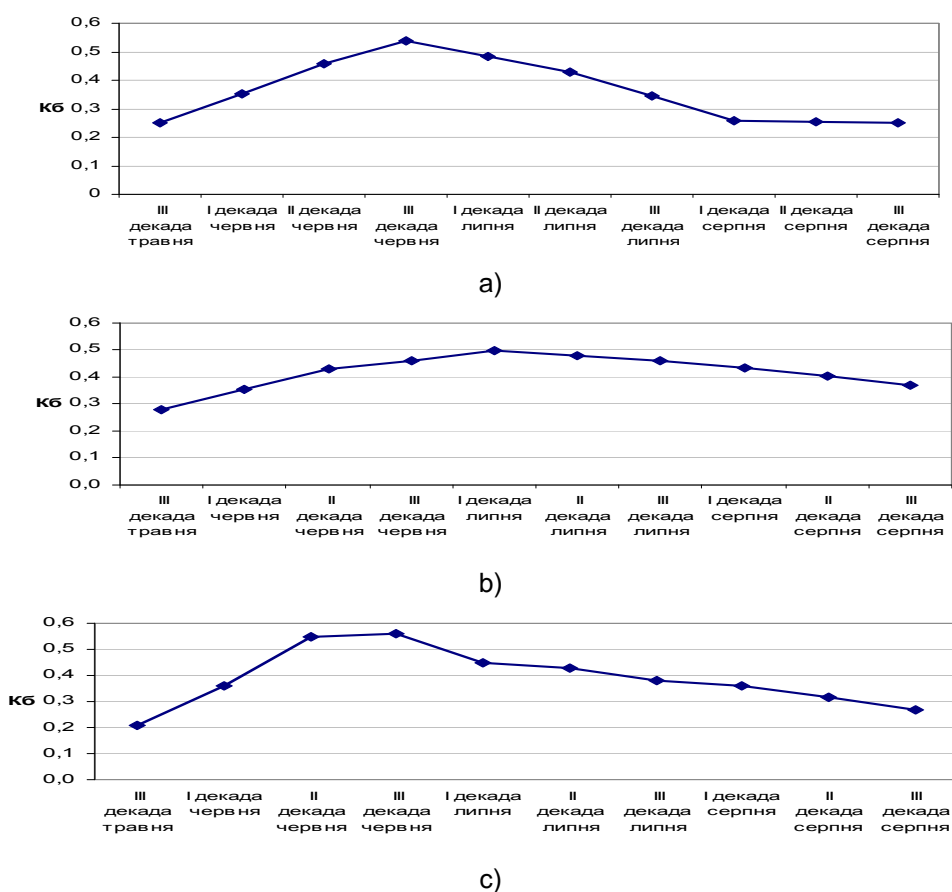 0,6
0,5
0,4
Кб 0,3
0,2
0,1
0
III І декада ІІ декада III І декада ІІ декада III І декада ІІ декада III
декада червня червня декада липня липня декада серпня серпня декада
травня червня липня серпня
a)
0,6
0,5
0,4
Кб 0,3
0,2
0,1
0,0
III І декада II III І декада II III І декада II III
декада червня декада декада липня декада декада серпня декада декада
травня червня червня липня липня серпня серпня
b)
0,6
0,5
0,4
Кб 0,3
0,2
0,1
0,0
III І декада II III І декада II III І декада II III
декада червня декада декада липня декада декада серпня декада декада
травня червня червня липня липня серпня серпня
c)